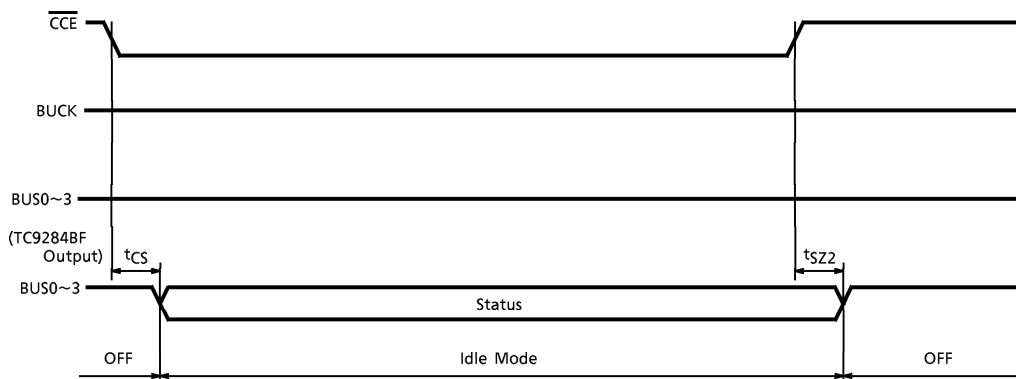 CCE
BUCK
BUS0~3
(TC9284BF
Output)
tCS
tSZ2
BUS0~3
Status
OFF
Idle Mode
OFF